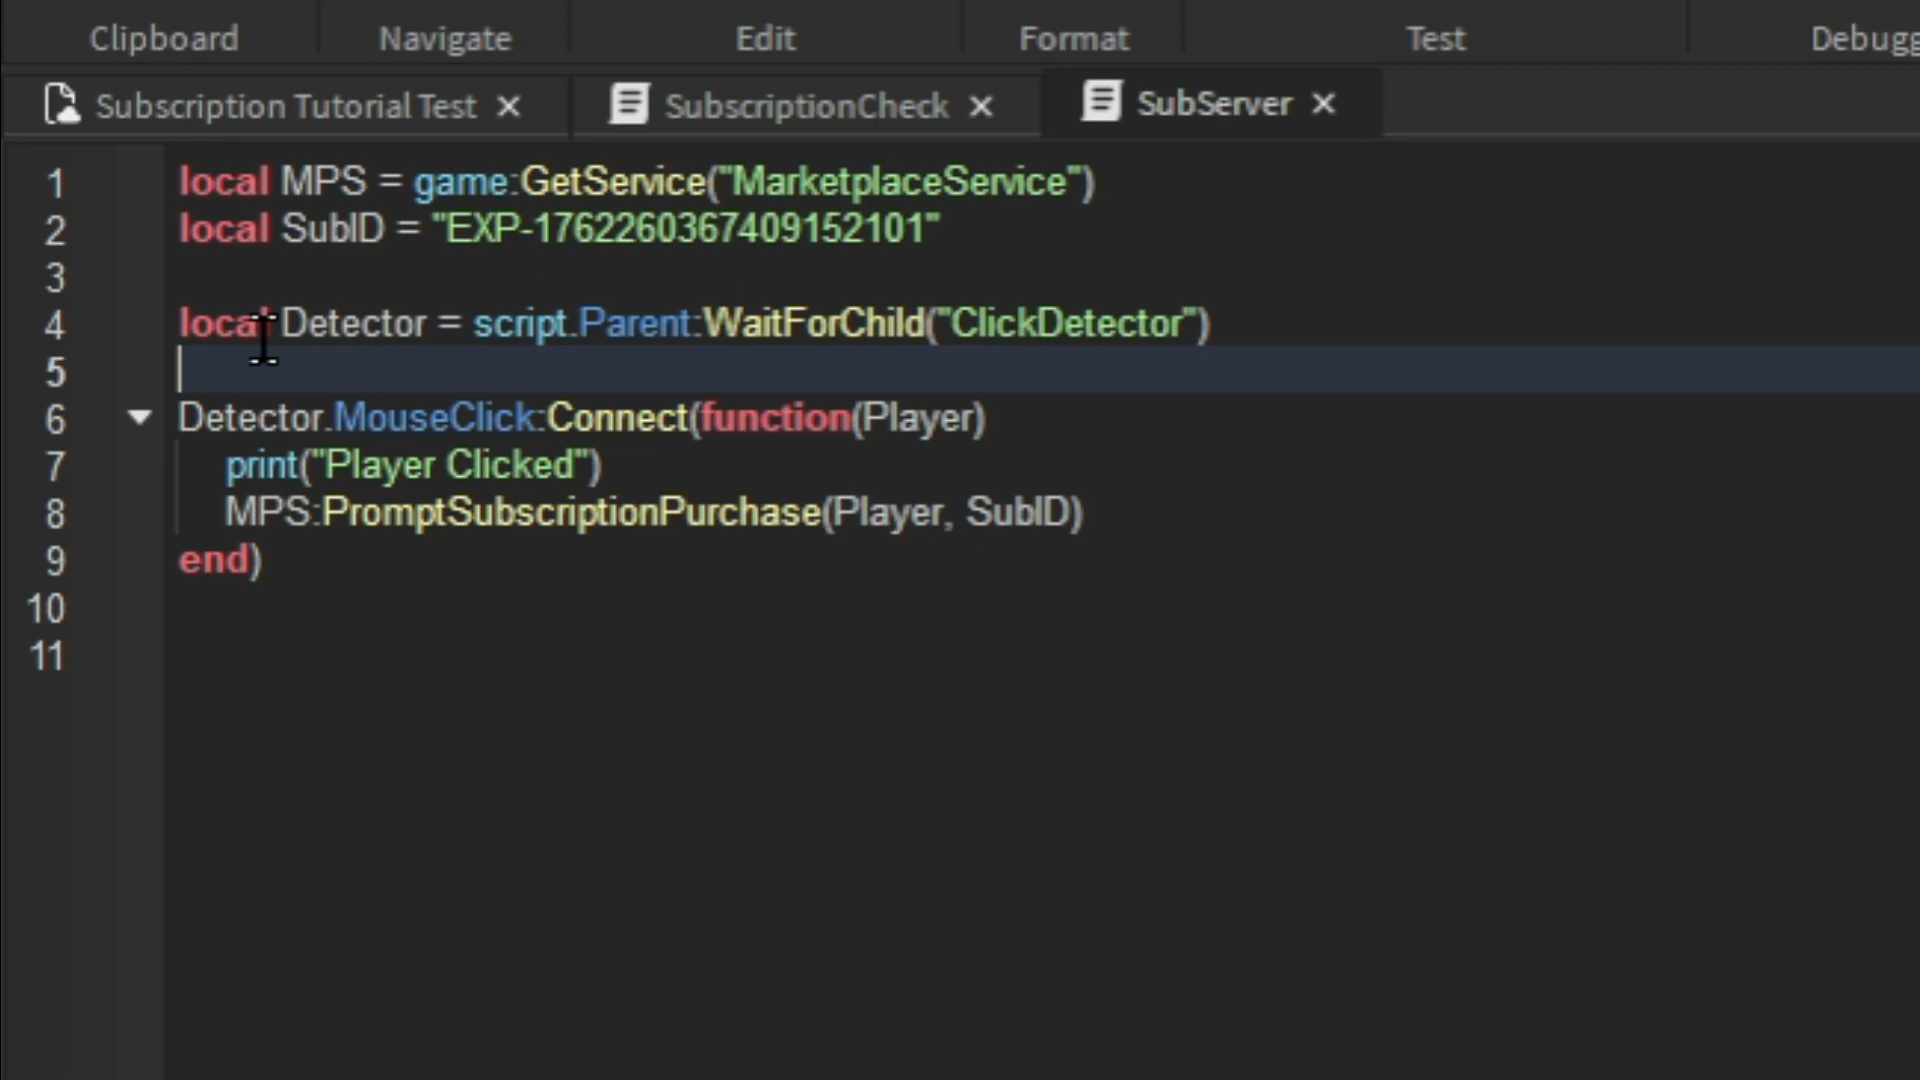 Clipboard Navigate Edit Format Test Debugg
Subscription Tutorial Test SubscriptionCheck SubServer
1 local MPS = game:GetService("MarketplaceService")
2 local SubID = "EXP-1762260367409152101"
3
4 local Detector = script.Parent:WaitForChild("ClickDetector")
5
6 Detector.MouseClick:Connect(function(Player)
7 print("Player Clicked")
8 MPS:PromptSubscriptionPurchase(Player, SubID)
9 end)
10
11